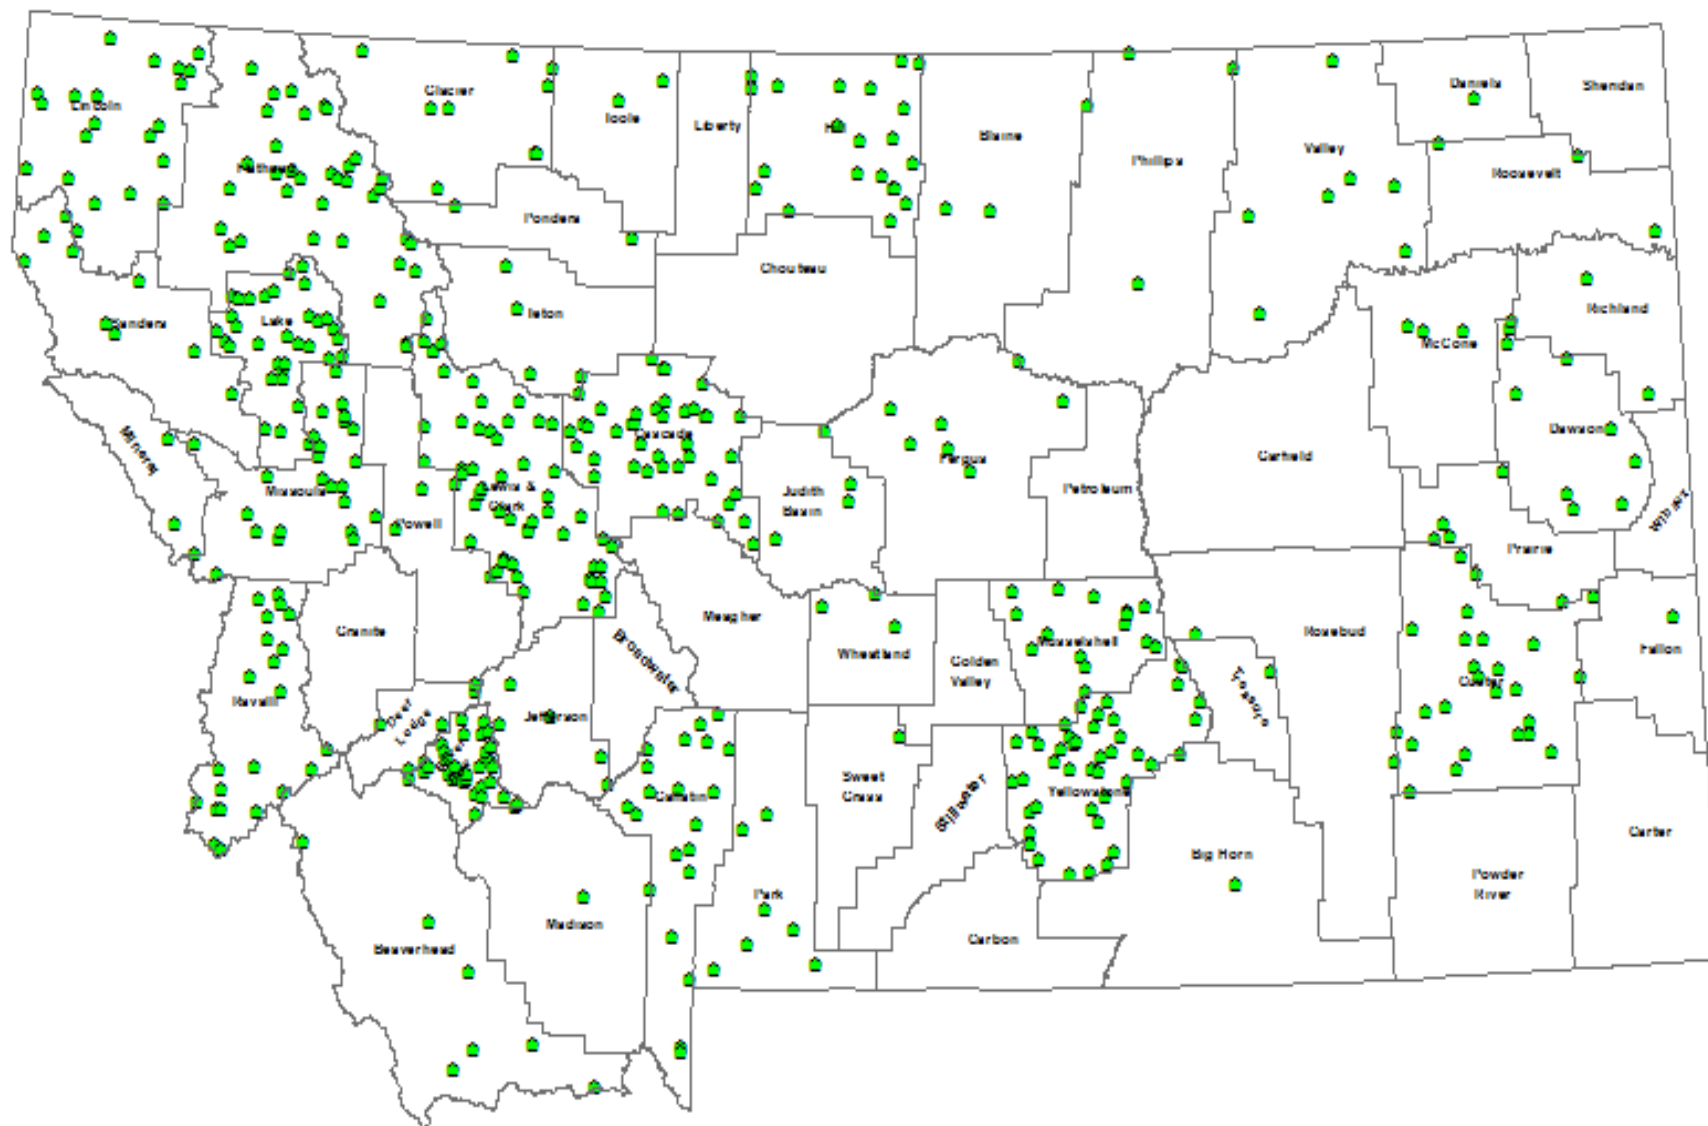 Lincoln
Glacier
Toole
Liberty
Hill
Blaine
Phillips
Valley
Daniels
Sheridan
Roosevelt
Flathead
Pondera
Chouteau
Teton
Sanders
Lake
Richland
McCone
Mineral
Missoula
Powell
Lewis &
Clark
Cascade
Judith
Basin
Fergus
Petroleum
Garfield
Dawson
Wibaux
Prairie
Granite
Ravalli
Deer
Lodge
Jefferson
Broadwater
Meagher
Wheatland
Golden
Valley
Musselshell
Treasure
Rosebud
Custer
Fallon
Gallatin
Sweet
Grass
Stillwater
Yellowstone
Big Horn
Powder
River
Carter
Beaverhead
Madison
Park
Carbon